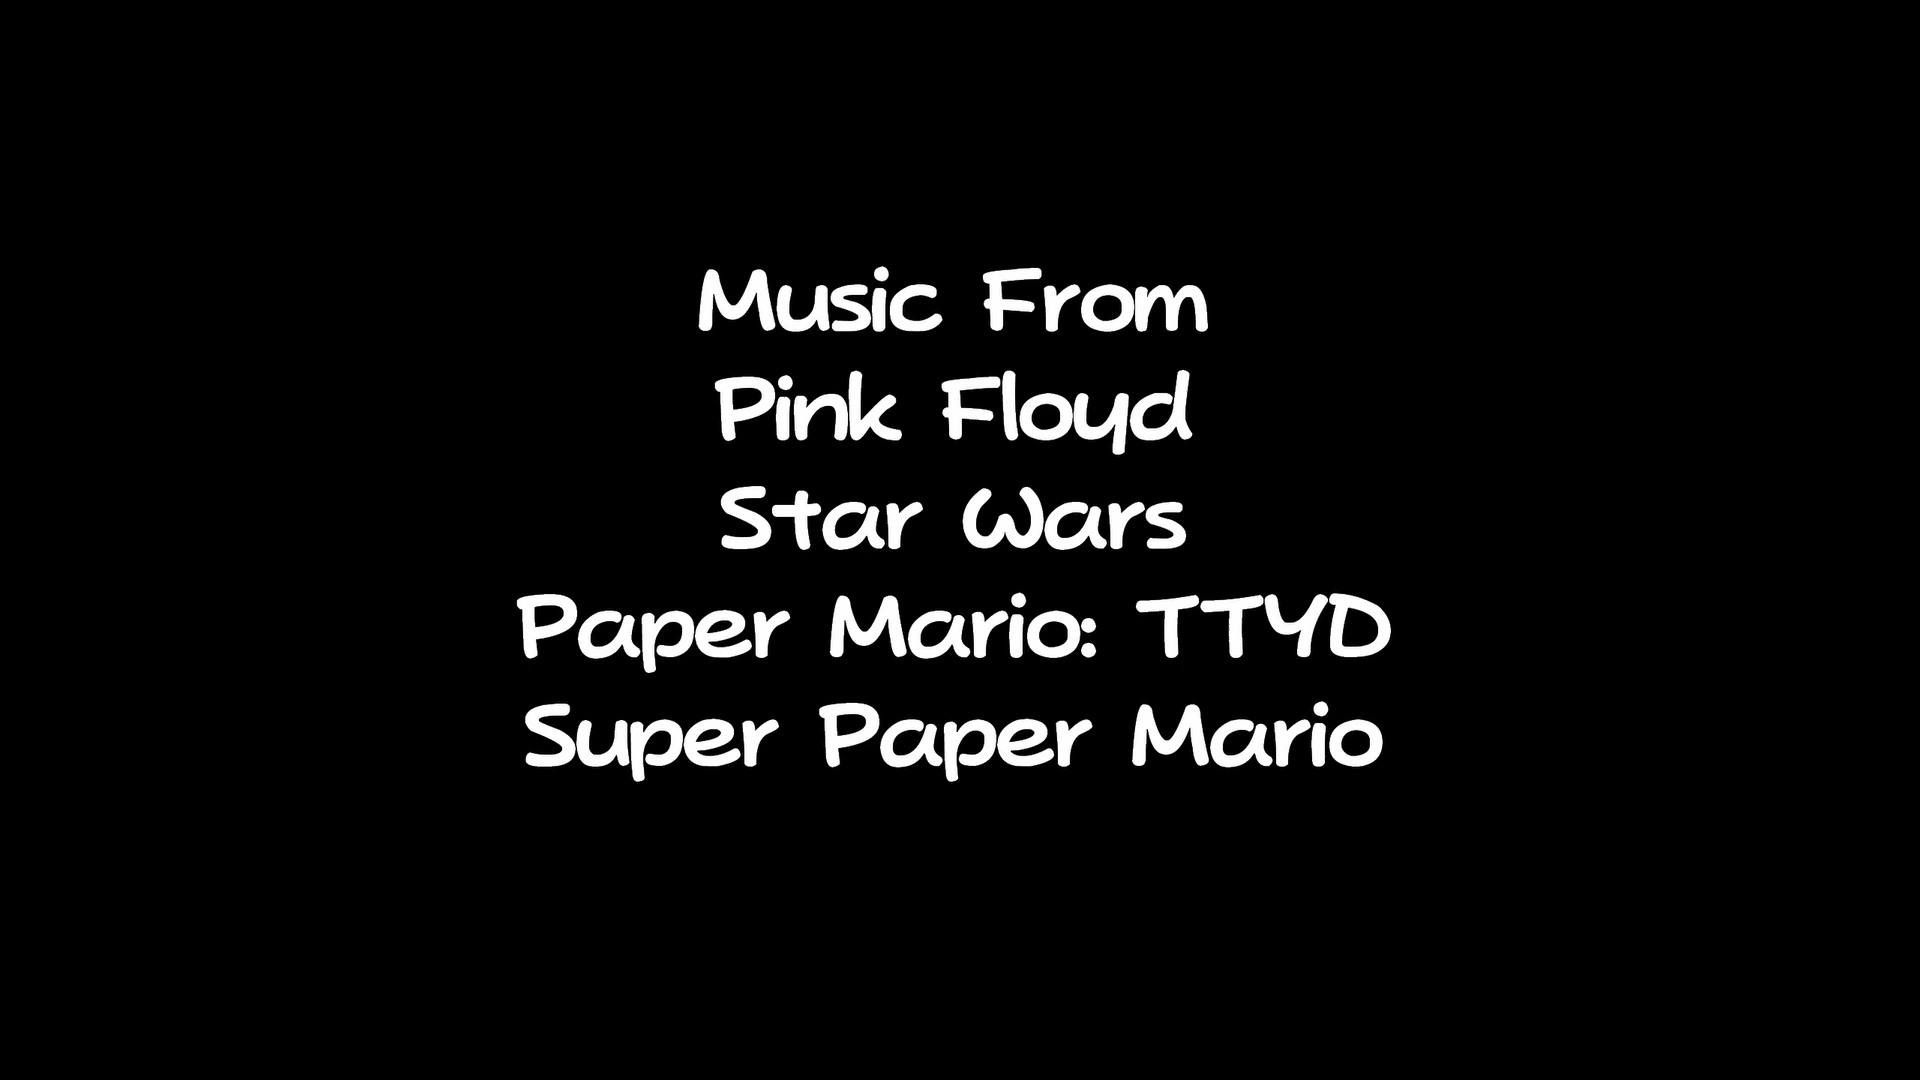 Music From
Pink Floyd
Star Wars
Paper Mario: TTYD
Super Paper Mario